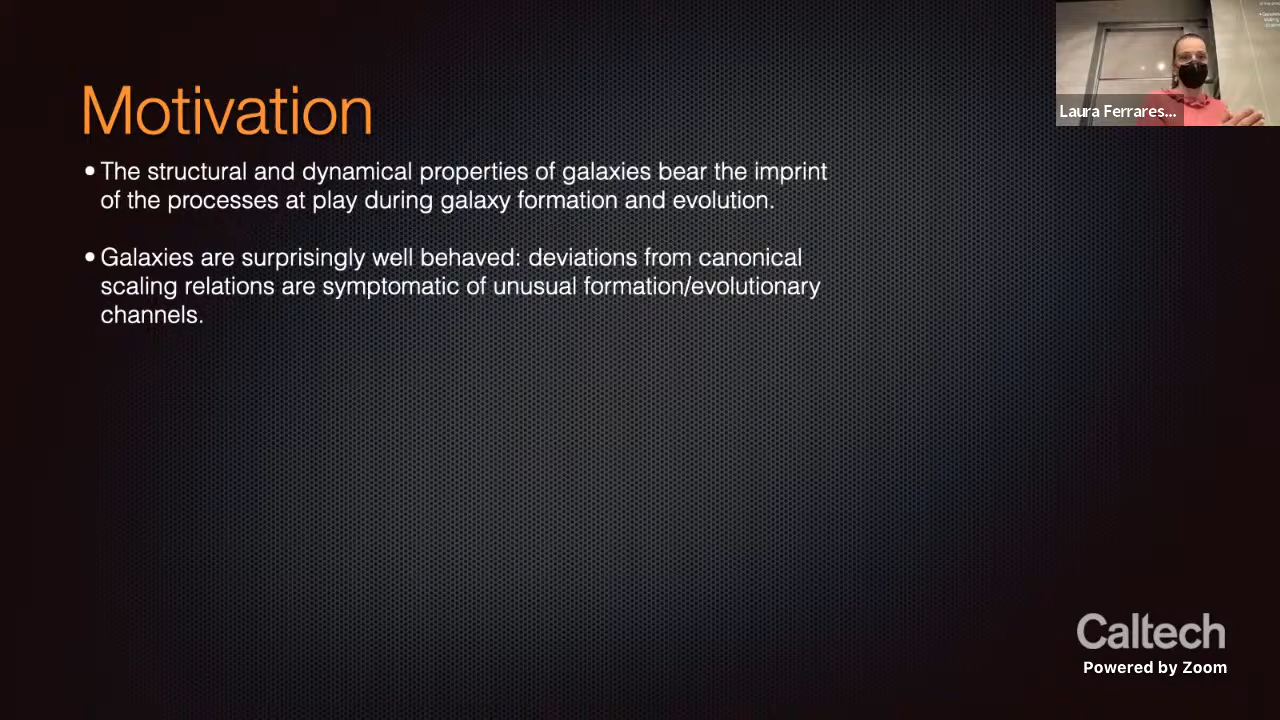 Motivation
• The structural and dynamical properties of galaxies bear the imprint
of the processes at play during galaxy formation and evolution.
• Galaxies are surprisingly well behaved: deviations from canonical
scaling relations are symptomatic of unusual formation/evolutionary
channels.
Laura Ferrares...
Caltech
Powered by Zoom